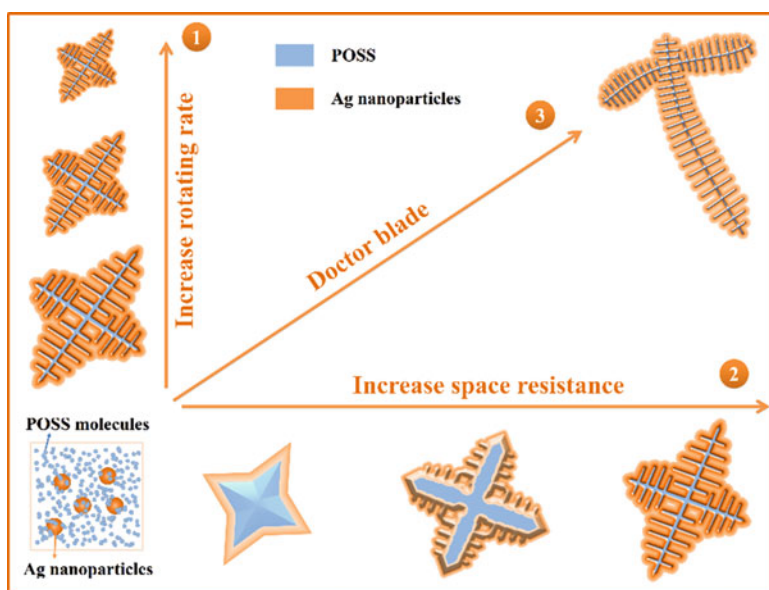 1
POSS
Ag nanoparticles
3
Increase rotating rate
Doctor blade
Increase space resistance
2
POSS molecules
Ag nanoparticles